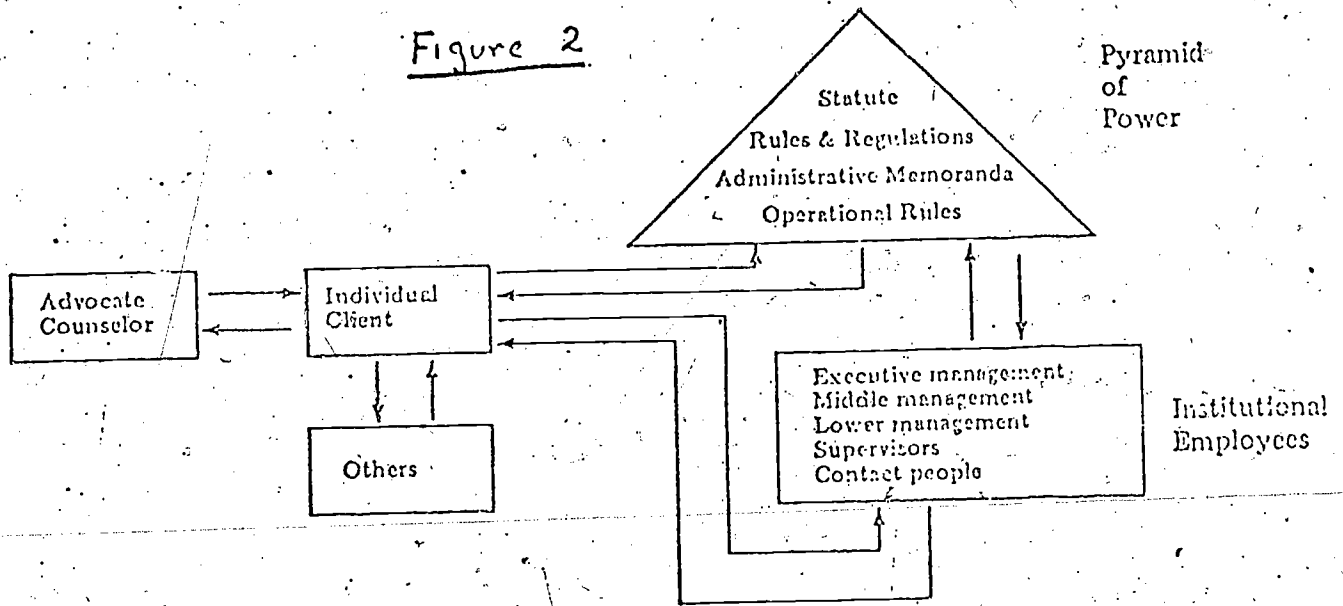 Figure 2
Pyramid
of
Power
Statute
Rules & Regulations
Administrative Memoranda
Operational Rules
Advocate
Counselor
Individual
Client
Others
Executive management
Middle management
Lower management
Supervisors
Contact people
Institutional
Employees